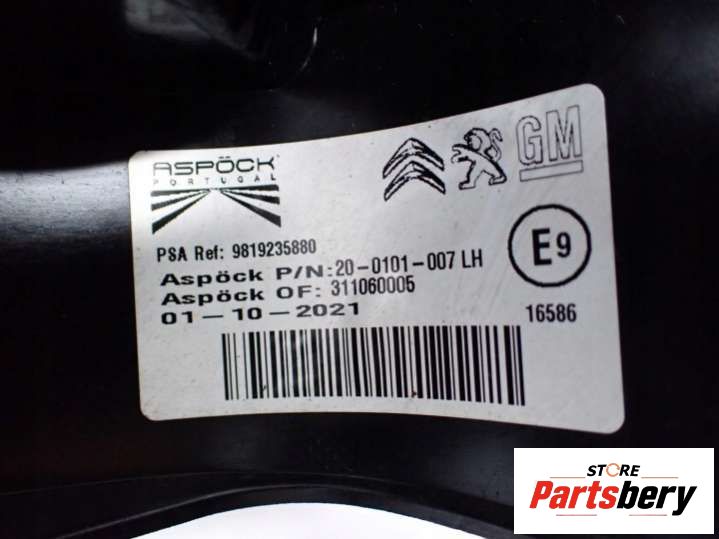 ASPÖCK
PORTUGAL
GM
PSA Ref: 9819235880
Aspöck P/N:20-0101-007 LH
Aspöck OF: 311060005
01-10-2021
E9
16586
STORE
Partsbery